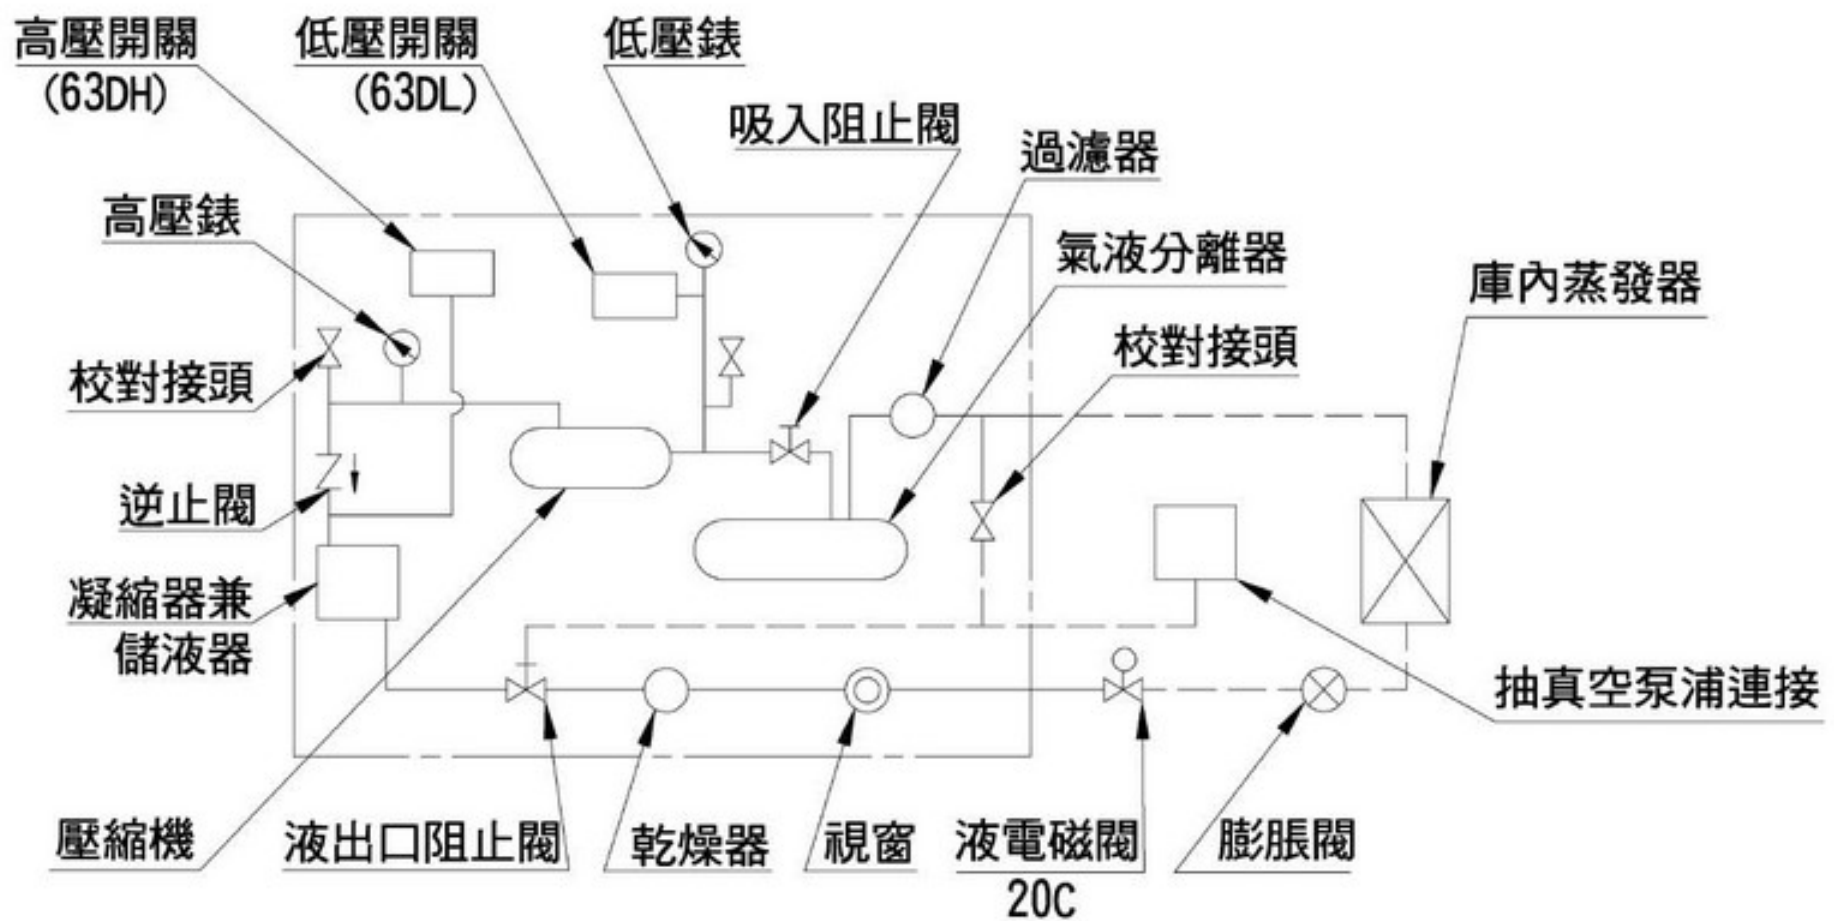 高壓開關
(63DH)
低壓開關
(63DL)
低壓錶
吸入阻止閥
過濾器
高壓錶
氣液分離器
庫內蒸發器
校對接頭
校對接頭
逆止閥
凝縮器兼
儲液器
抽真空泵浦連接
壓縮機
液出口阻止閥
乾燥器
視窗
液電磁閥
20C
膨脹閥